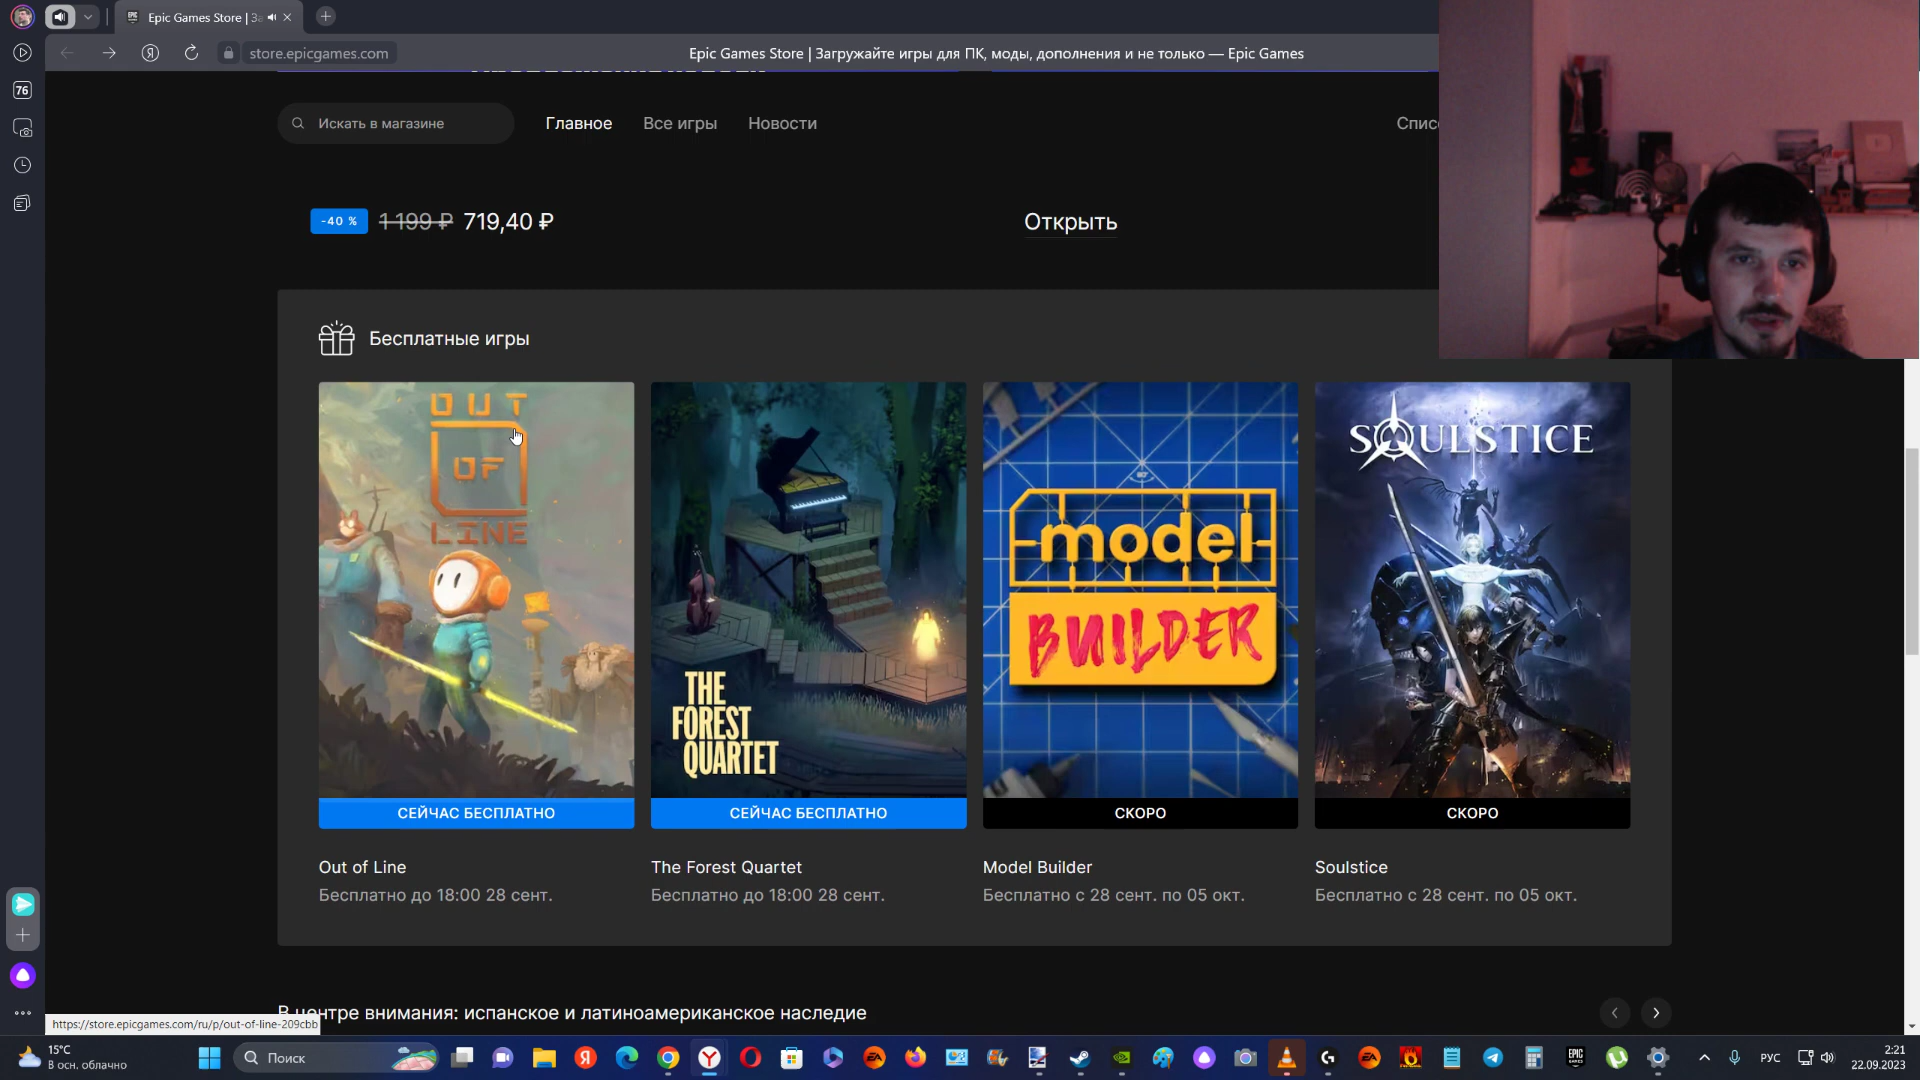 Epic Games Store | За
store.epicgames.com
Epic Games Store | Загружайте игры для ПК, моды, дополнения и не только — Epic Games
76
Искать в магазине
Главное
Все игры
Новости
Спис
-40 %
1 199 ₽ 719,40 ₽
Открыть
Бесплатные игры
OUT
OF
LINE
THE
FOREST
QUARTET
model
BUILDER
SOULSTICE
СЕЙЧАС БЕСПЛАТНО
СЕЙЧАС БЕСПЛАТНО
СКОРО
СКОРО
Out of Line
The Forest Quartet
Model Builder
Soulstice
Бесплатно до 18:00 28 сент.
Бесплатно до 18:00 28 сент.
Бесплатно с 28 сент. по 05 окт.
Бесплатно с 28 сент. по 05 окт.
В центре внимания: испанское и латиноамериканское наследие
https://store.epicgames.com/ru/p/out-of-line-209cbb
15°C
В осн. облачно
Поиск
РУС
2:21
22.09.2023